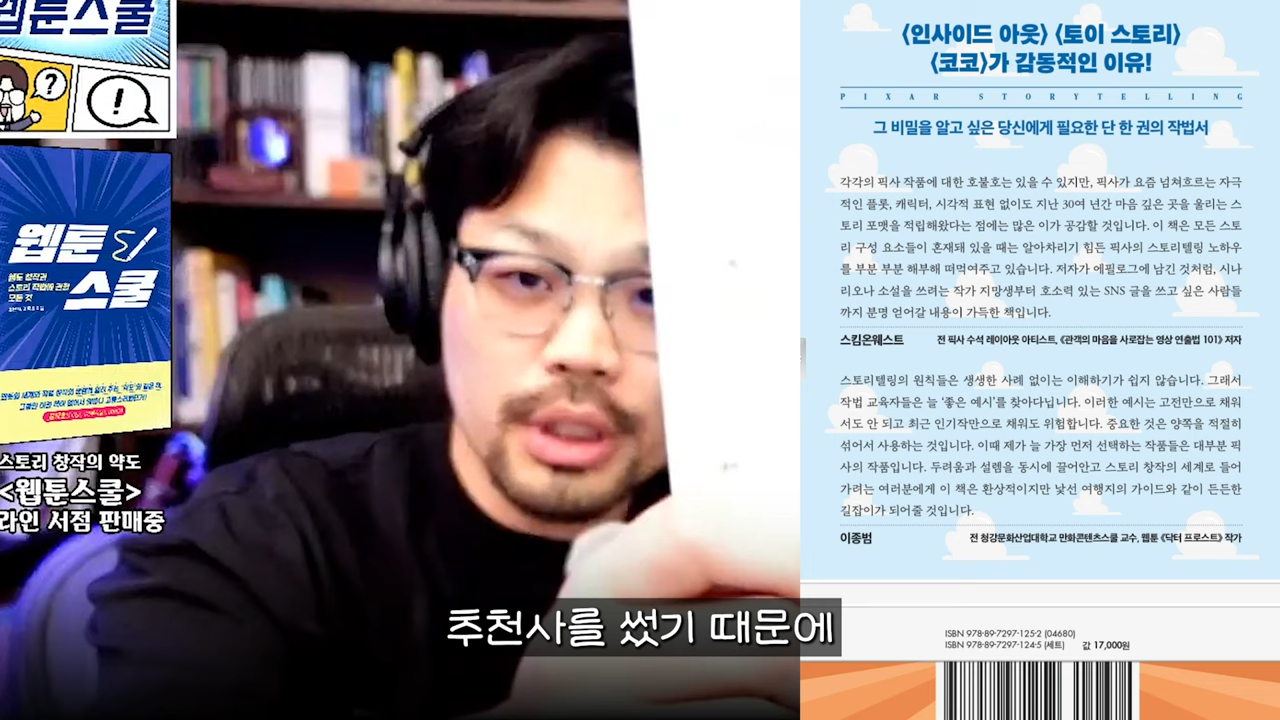 웹툰스쿨
?
!
웹툰
스쿨
스토리 창작의 약도
<웹툰스쿨>
라인 서점 판매중
추천사를 썼기 때문에
〈인사이드 아웃〉 〈토이 스토리〉
〈코코〉가 감동적인 이유!
PIXAR STORYTELLING
그 비밀을 알고 싶은 당신에게 필요한 단 한 권의 작법서
각각의 픽사 작품에 대한 호불호는 있을 수 있지만, 픽사가 요즘 넘쳐흐르는 자극
적인 플롯, 캐릭터, 시각적 표현 없이도 지난 30여 년간 마음 깊은 곳을 울리는 스
토리 포맷을 적립해왔다는 점에는 많은 이가 공감할 것입니다. 이 책은 모든 스토
리 구성 요소들이 혼재돼 있을 때는 알아차리기 힘든 픽사의 스토리텔링 노하우
를 부분 부분 해부해 떠먹여주고 있습니다. 저자가 에필로그에 남긴 것처럼, 시나
리오나 소설을 쓰려는 작가 지망생부터 호소력 있는 SNS 글을 쓰고 싶은 사람들
까지 분명 얻어갈 내용이 가득한 책입니다.
스킴온웨스트 전 픽사 수석 레이아웃 아티스트, 《관객의 마음을 사로잡는 영상 연출법 101》 저자
스토리텔링의 원칙들은 생생한 사례 없이는 이해하기가 쉽지 않습니다. 그래서
작법 교육자들은 늘 ‘좋은 예시’를 찾아다닙니다. 이러한 예시는 고전만으로 채워
서도 안 되고 최근 인기작만으로 채워도 위험합니다. 중요한 것은 양쪽을 적절히
섞어서 사용하는 것입니다. 이때 제가 늘 가장 먼저 선택하는 작품들은 대부분 픽
사의 작품입니다. 두려움과 설렘을 동시에 끌어안고 스토리 창작의 세계로 들어
가려는 여러분에게 이 책은 환상적이지만 낯선 여행지의 가이드와 같이 든든한
길잡이가 되어줄 것입니다.
이종범 전 청강문화산업대학교 만화콘텐츠스쿨 교수, 웹툰 《닥터 프로스트》 작가
ISBN 978-89-7297-125-2 (04680)
ISBN 978-89-7297-124-5 (세트) 값 17,000원